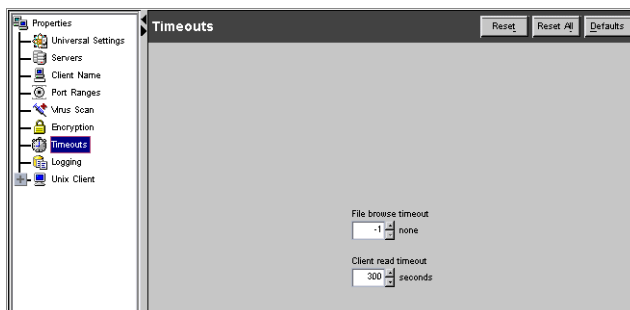 Properties
Universal Settings
Servers
Client Name
Port Ranges
Virus Scan
Encryption
Timeouts
Logging
Unix Client
Timeouts
Reset
Reset All
Defaults
File browse timeout
-1 none
Client read timeout
300 seconds